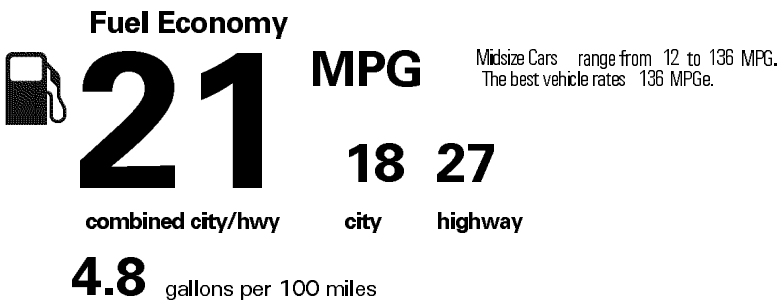 Fuel Economy
21 MPG
Midsize Cars range from 12 to 136 MPG.
The best vehicle rates 136 MPGe.
18 27
combined city/hwy city highway
4.8 gallons per 100 miles